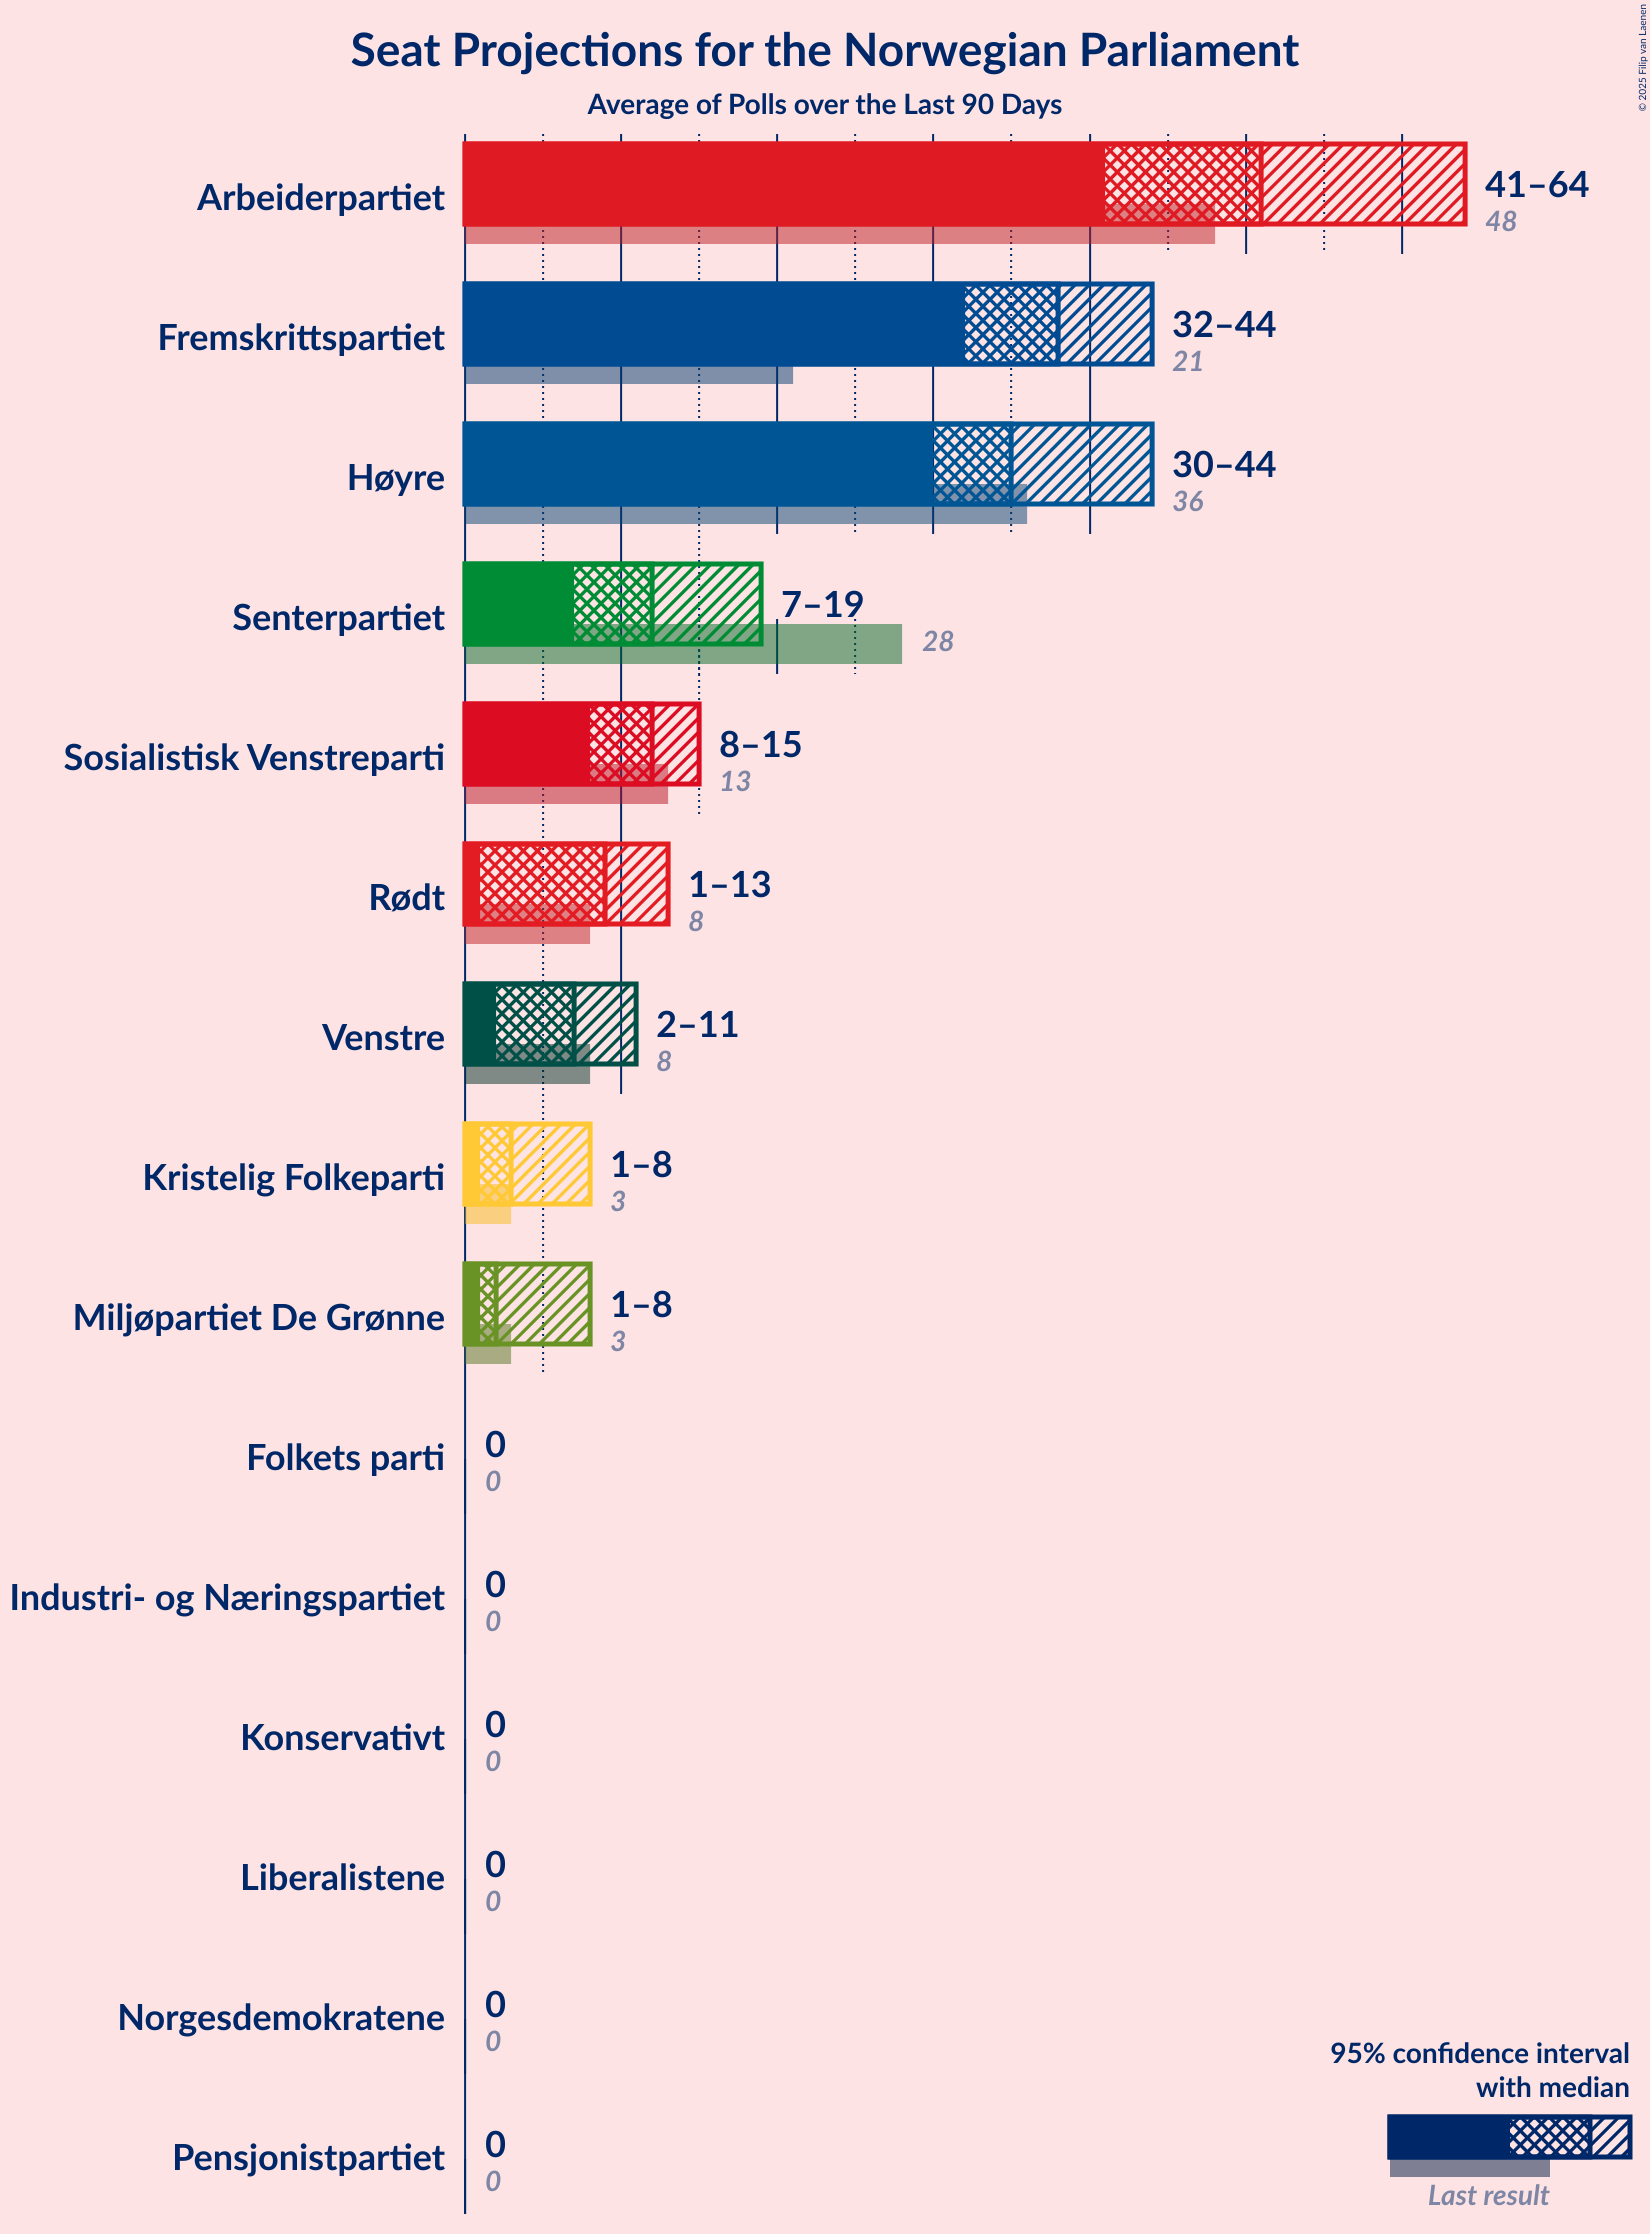 © 2025 Filip van Laenen
Seat Projections for the Norwegian Parliament
Average of Polls over the Last 90 Days
Arbeiderpartiet
41–64
48
Fremskrittspartiet
32–44
21
Høyre
30–44
36
Senterpartiet
7–19
28
Sosialistisk Venstreparti
8–15
13
Rødt
1–13
8
Venstre
2–11
8
Kristelig Folkeparti
1–8
3
Miljøpartiet De Grønne
1–8
3
Folkets parti
0
0
Industri- og Næringspartiet
0
0
Konservativt
0
0
Liberalistene
0
0
Norgesdemokratene
0
0
Pensjonistpartiet
0
0
95% confidence interval
with median
Last result